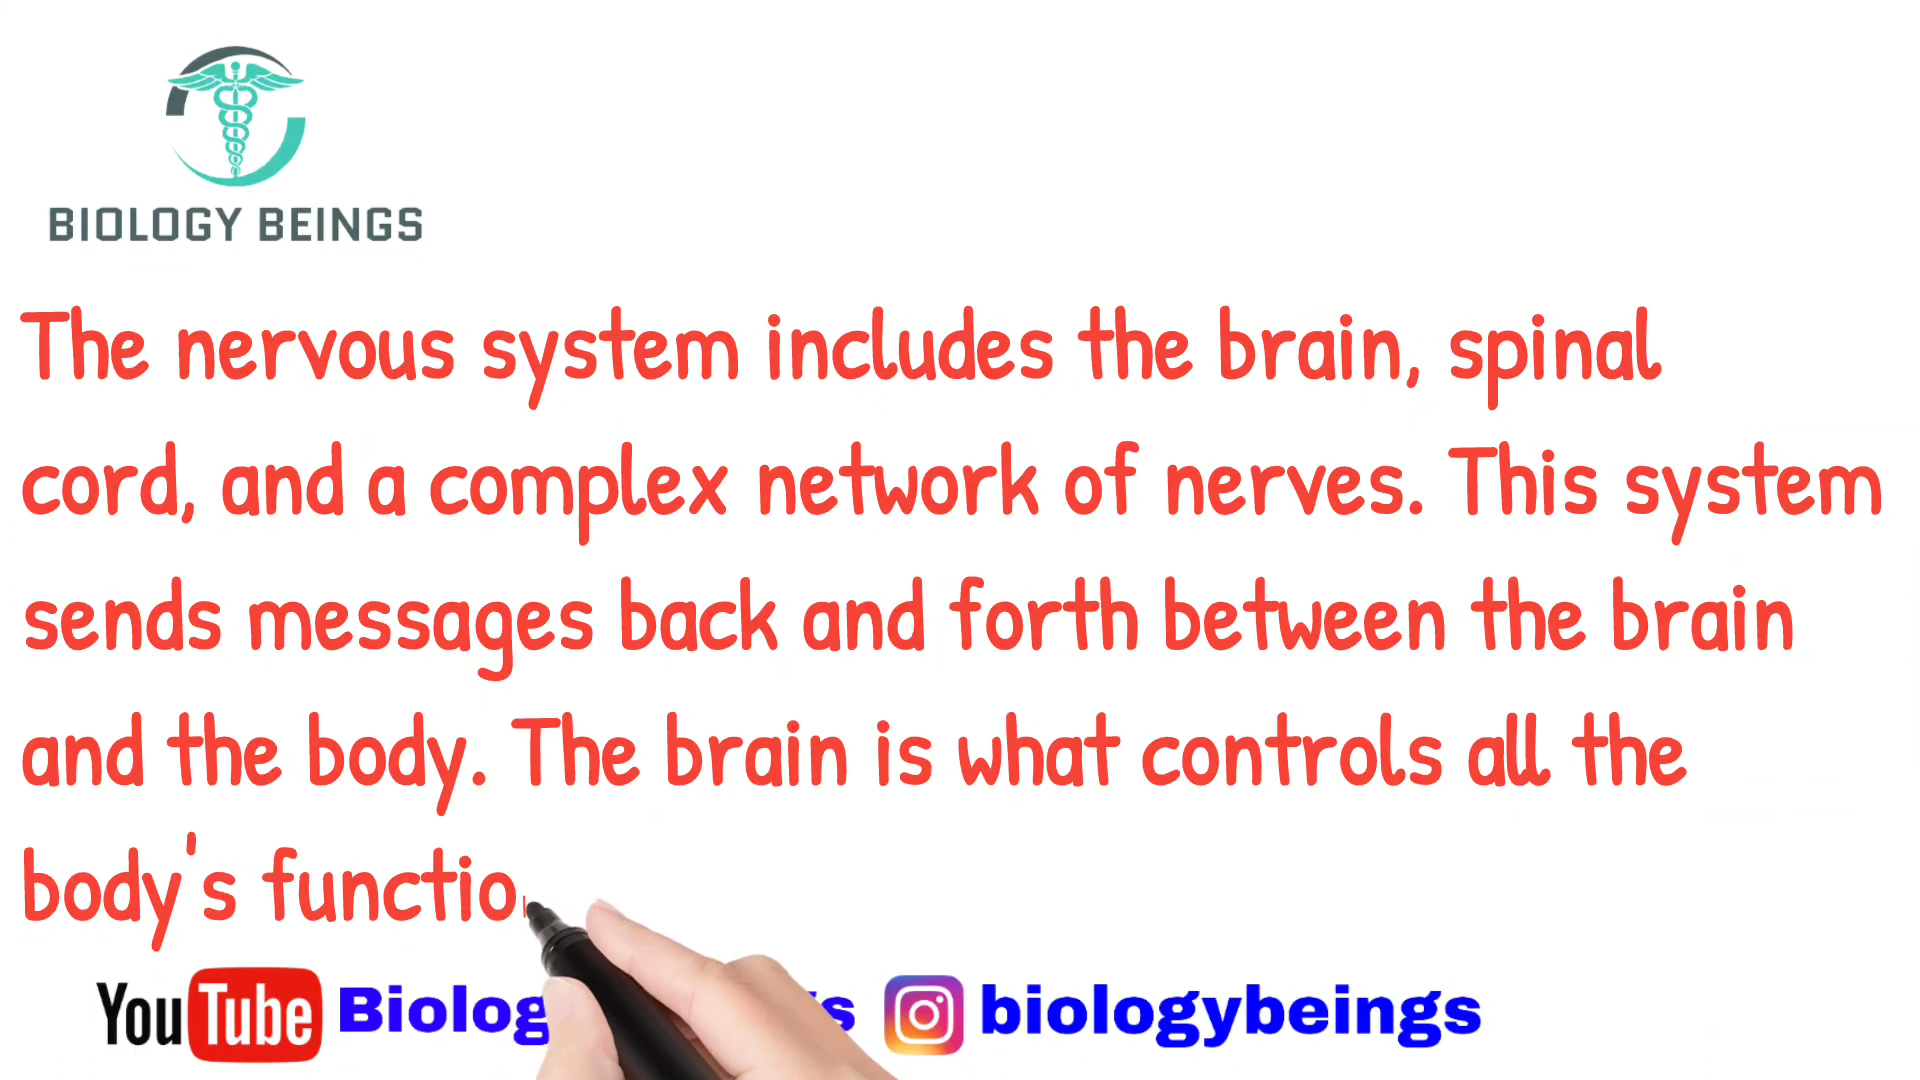 BIOLOGY BEINGS
The nervous system includes the brain, spinal
cord, and a complex network of nerves. This system
sends messages back and forth between the brain
and the body. The brain is what controls all the
body's functio
YouTube Biolog s biologybeings